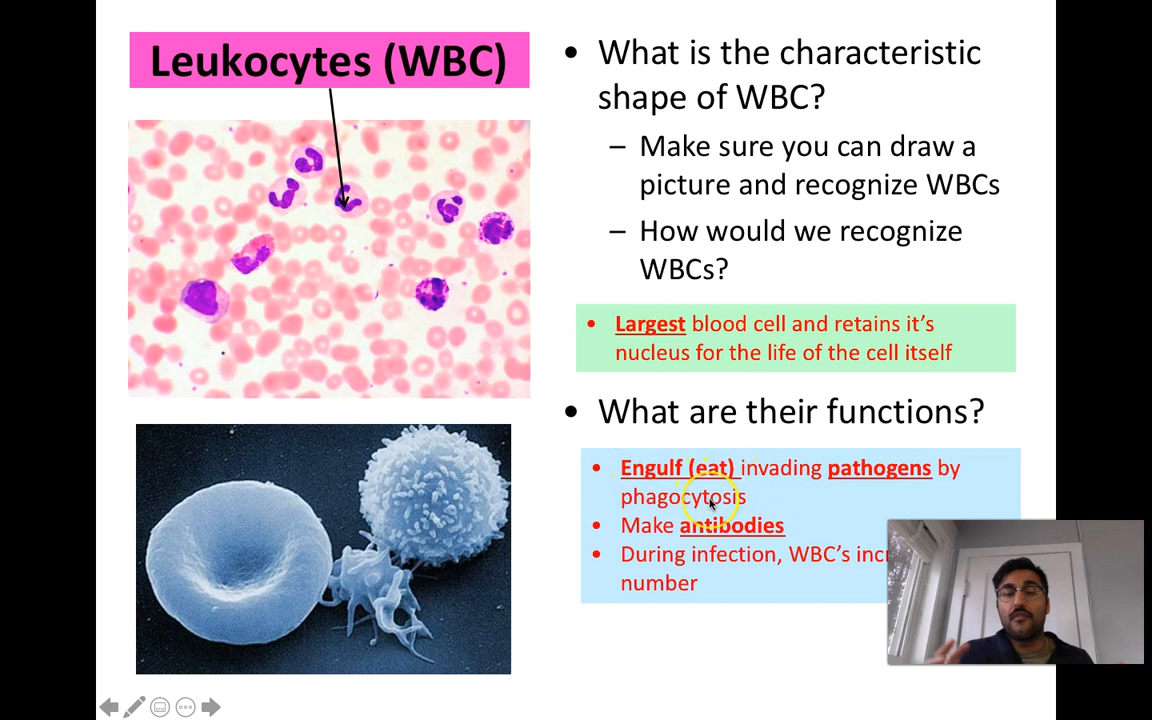 Leukocytes (WBC)
• What is the characteristic
shape of WBC?
– Make sure you can draw a
picture and recognize WBCs
– How would we recognize
WBCs?
• Largest blood cell and retains it's
nucleus for the life of the cell itself
• What are their functions?
• Engulf (eat) invading pathogens by
phagocytosis
• Make antibodies
• During infection, WBC's incr
number